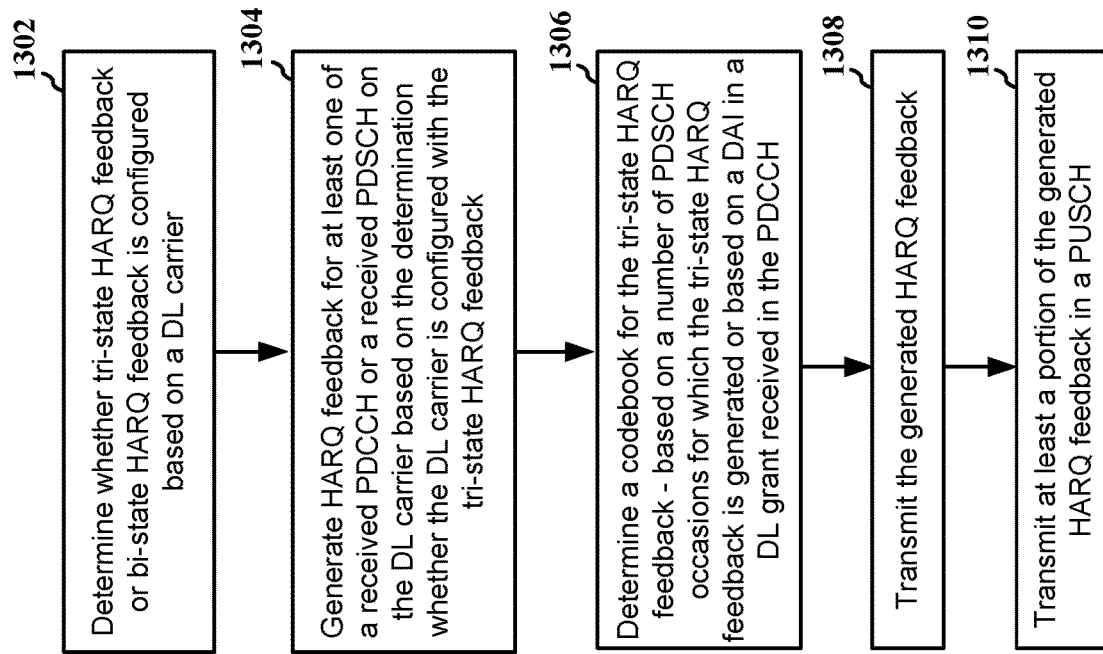 1302
Determine whether tri-state HARQ feedback
or bi-state HARQ feedback is configured
based on a DL carrier
1304
Generate HARQ feedback for at least one of
a received PDCCH or a received PDSCH on
the DL carrier based on the determination
whether the DL carrier is configured with the
tri-state HARQ feedback
1306
Determine a codebook for the tri-state HARQ
feedback - based on a number of PDSCH
occasions for which the tri-state HARQ
feedback is generated or based on a DAI in a
DL grant received in the PDCCH
1308
Transmit the generated HARQ feedback
1310
Transmit at least a portion of the generated
HARQ feedback in a PUSCH